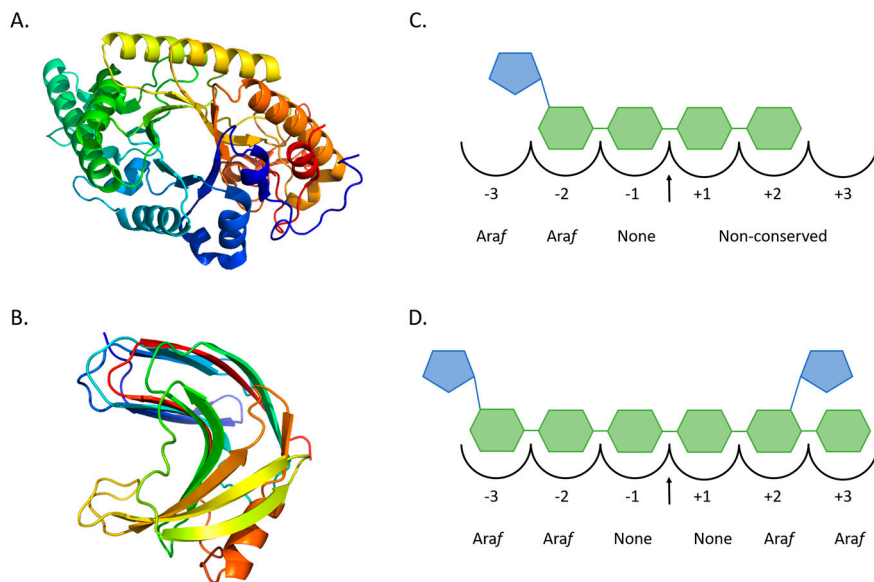 A.
C.
-3 -2 -1 +1 +2 +3
Araf Araf None Non-conserved
B.
D.
-3 -2 -1 +1 +2 +3
Araf Araf None None Araf Araf